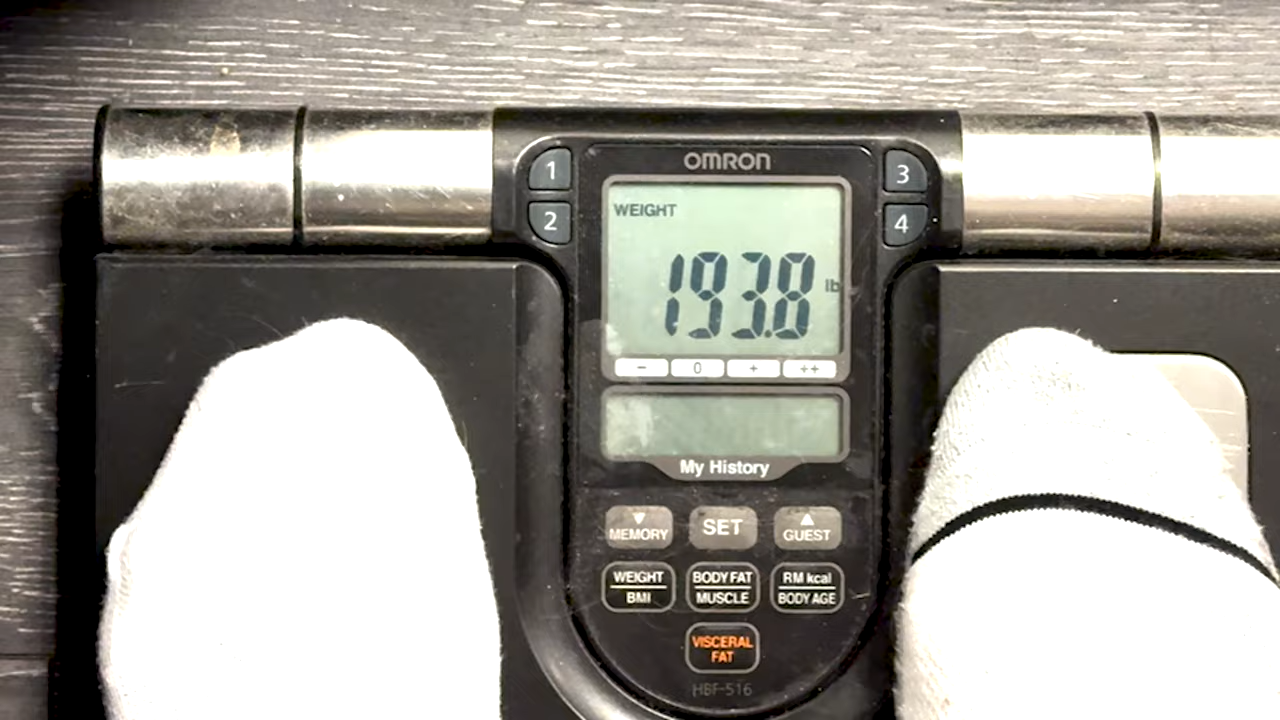 OMRON
1
2
3
4
WEIGHT
193.8 lb
− 0 + ++
My History
▼ MEMORY
SET
▲ GUEST
WEIGHT
BMI
BODY FAT
MUSCLE
RM kcal
BODY AGE
VISCERAL
FAT
HBF-516